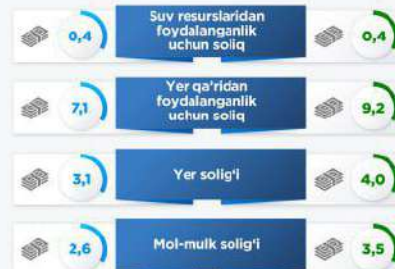 Suv resurslaridan
foydalanganlik
uchun soliq
0,4
0,4
Yer qa'ridan
foydalanganlik
uchun soliq
7,1
9,2
Yer solig'i
3,1
4,0
Mol-mulk solig'i
2,6
3,5